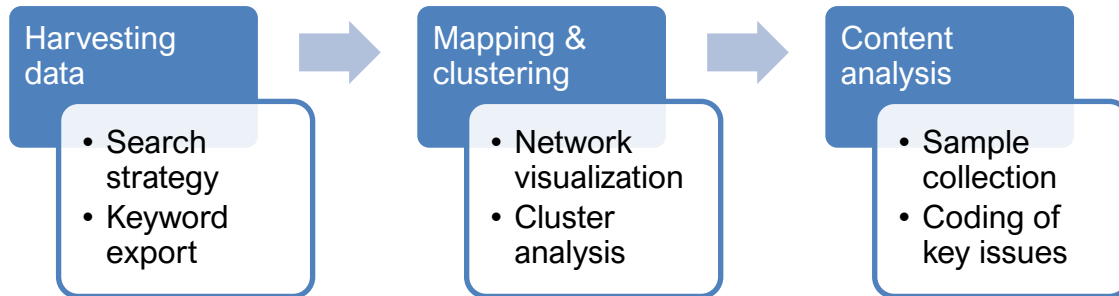 Harvesting
data
• Search
strategy
• Keyword
export
Mapping &
clustering
• Network
visualization
• Cluster
analysis
Content
analysis
• Sample
collection
• Coding of
key issues